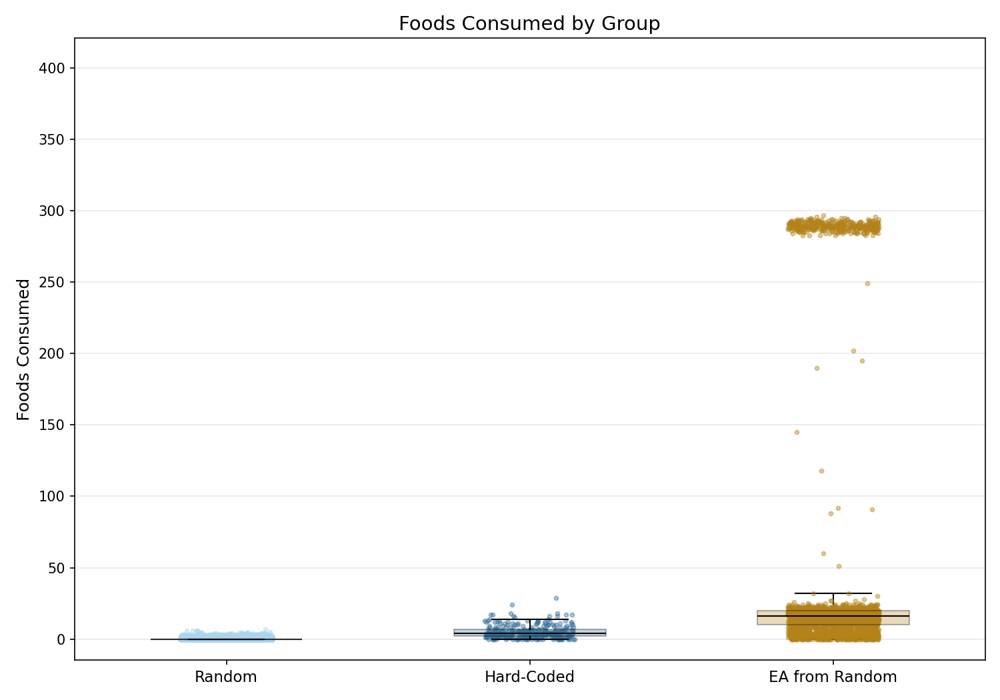 Foods Consumed by Group
Foods Consumed
400
350
300
250
200
150
100
50
0
Random
Hard-Coded
EA from Random